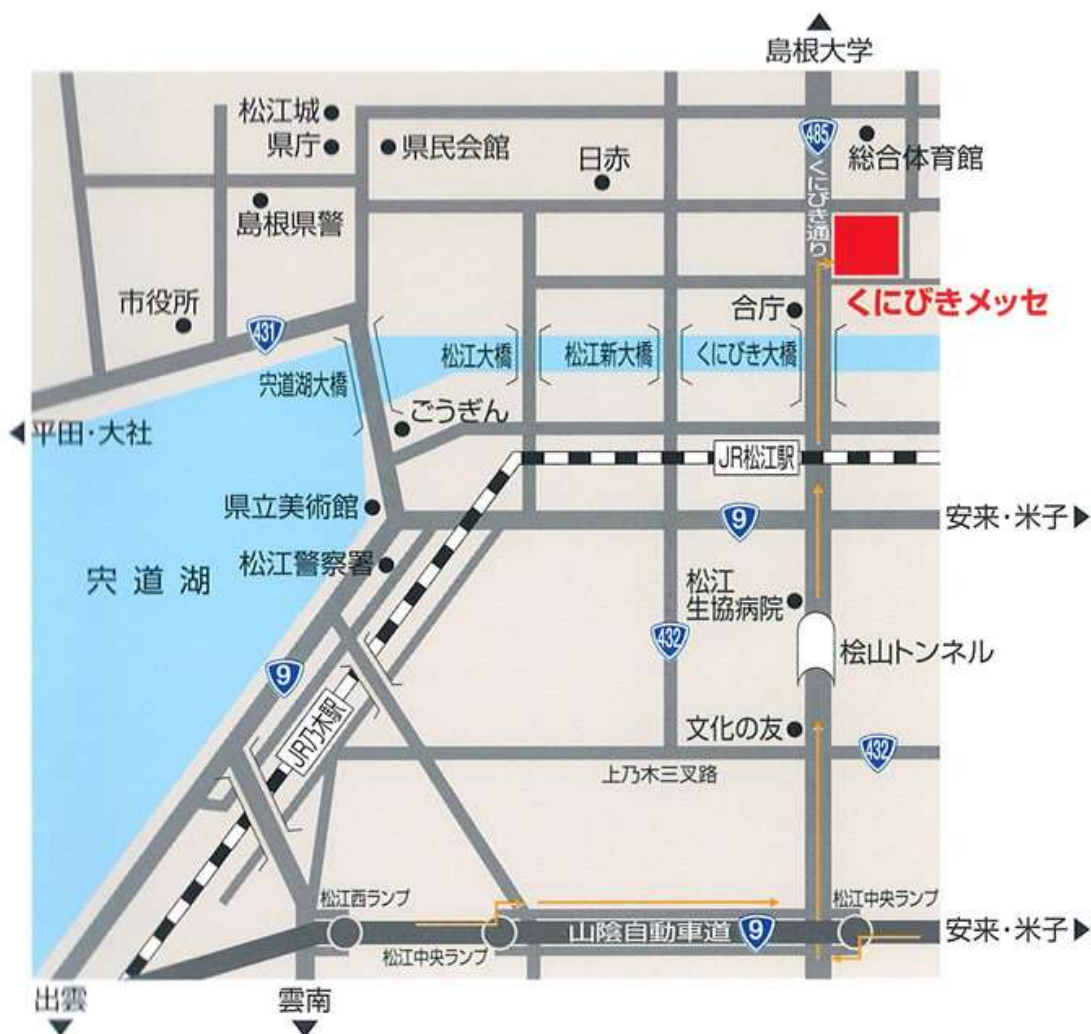 島根大学
松江城
県庁
県民会館
日赤
485
総合体育館
島根県警
くにびき通り
市役所
合庁
くにびきメッセ
431
宍道湖大橋
松江大橋
松江新大橋
くにびき大橋
平田・大社
ごうぎん
JR松江駅
県立美術館
9
安来・米子
松江警察署
宍道湖
松江
生協病院
432
桧山トンネル
9
JR乃木駅
文化の友
432
上乃木三叉路
松江西ランプ
松江中央ランプ
山陰自動車道
9
安来・米子
松江中央ランプ
出雲
雲南